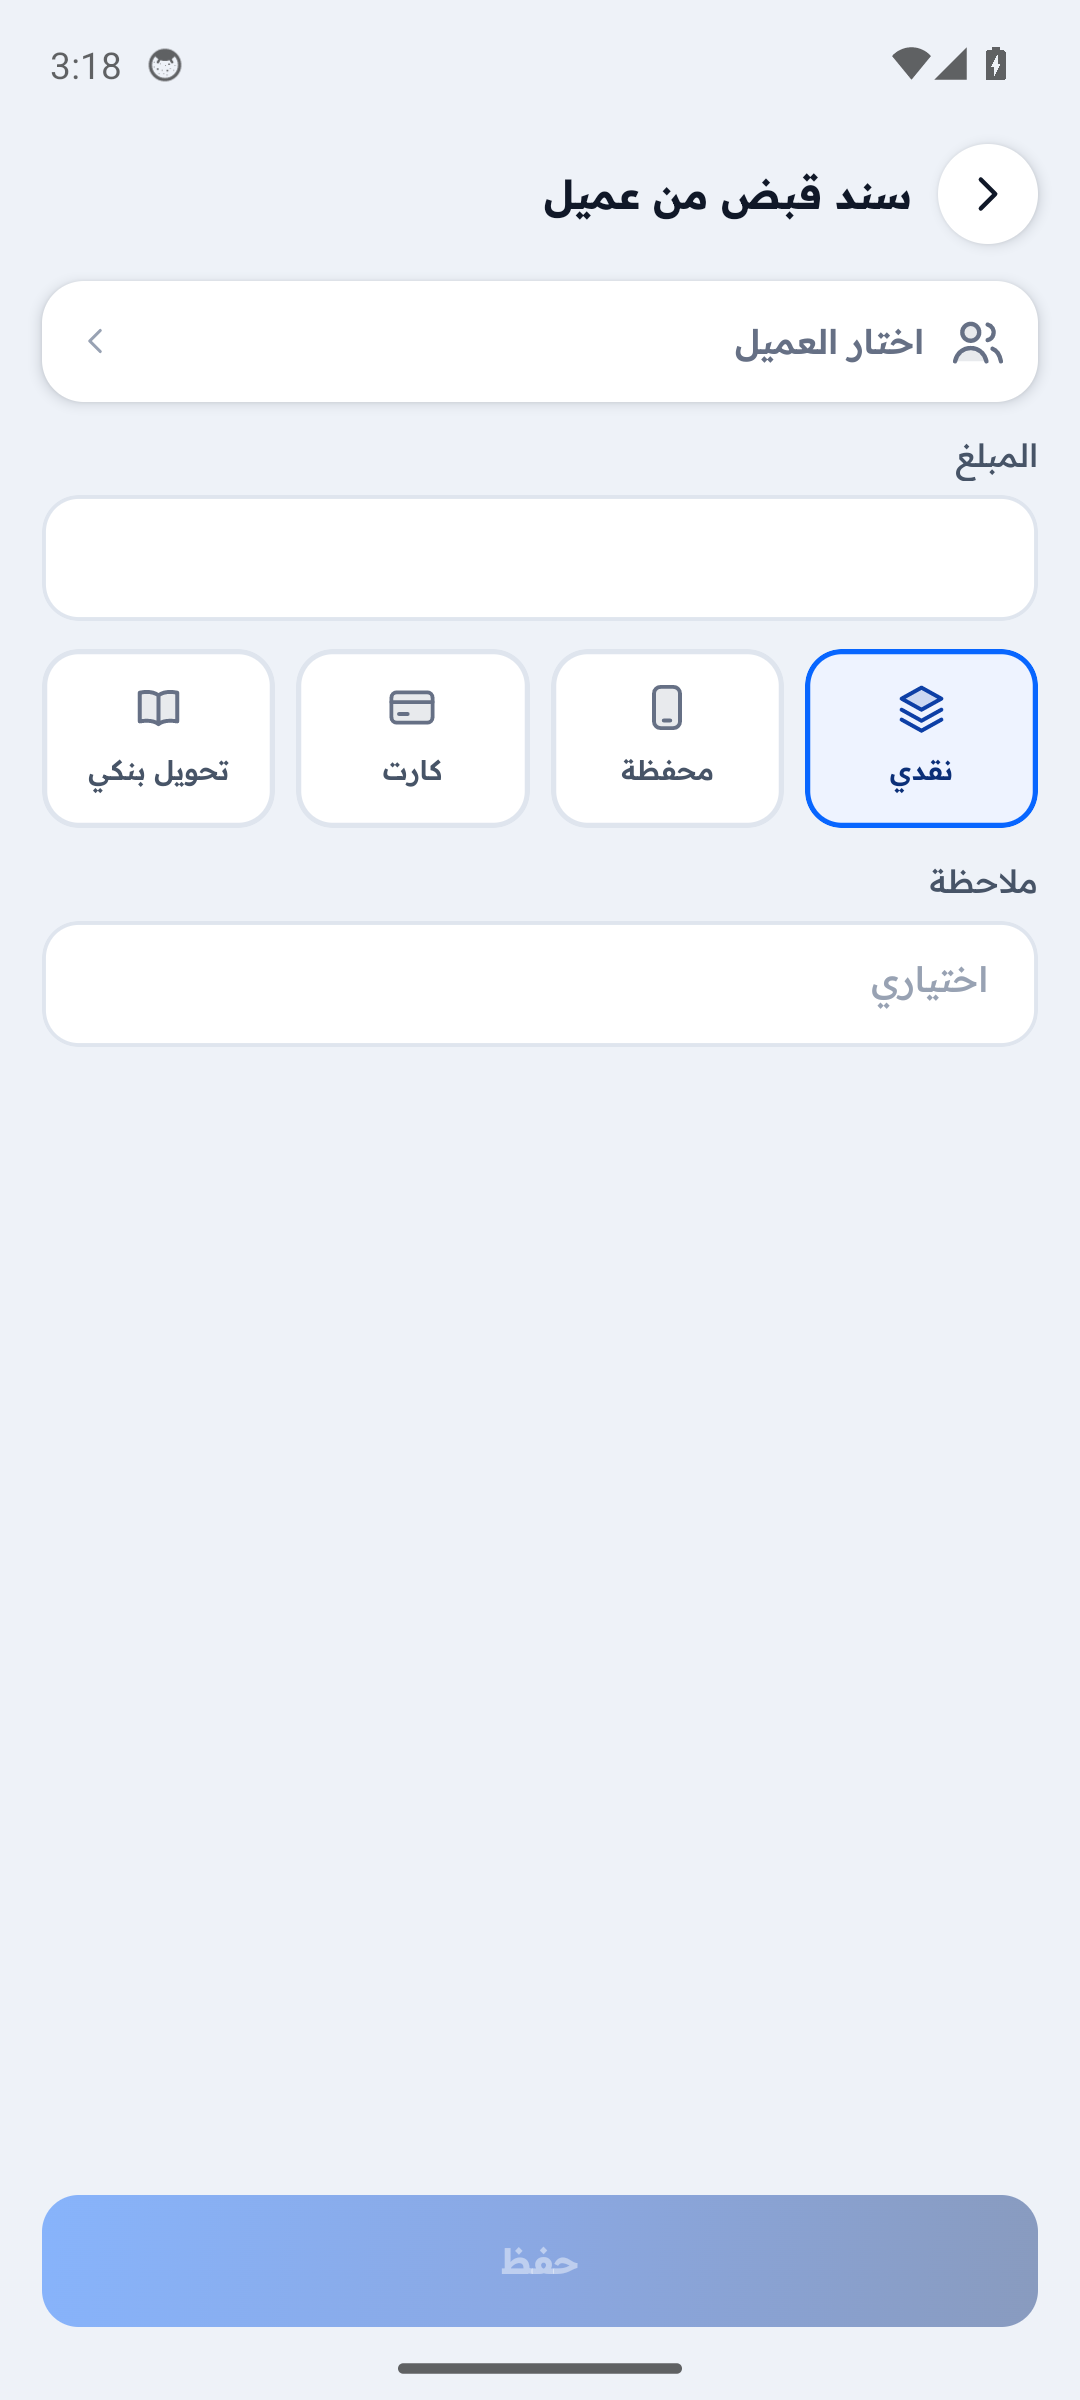 3:18
سند قبض من عميل
اختار العميل
المبلغ
نقدي
محفظة
كارت
تحويل بنكي
ملاحظة
اختياري
حفظ